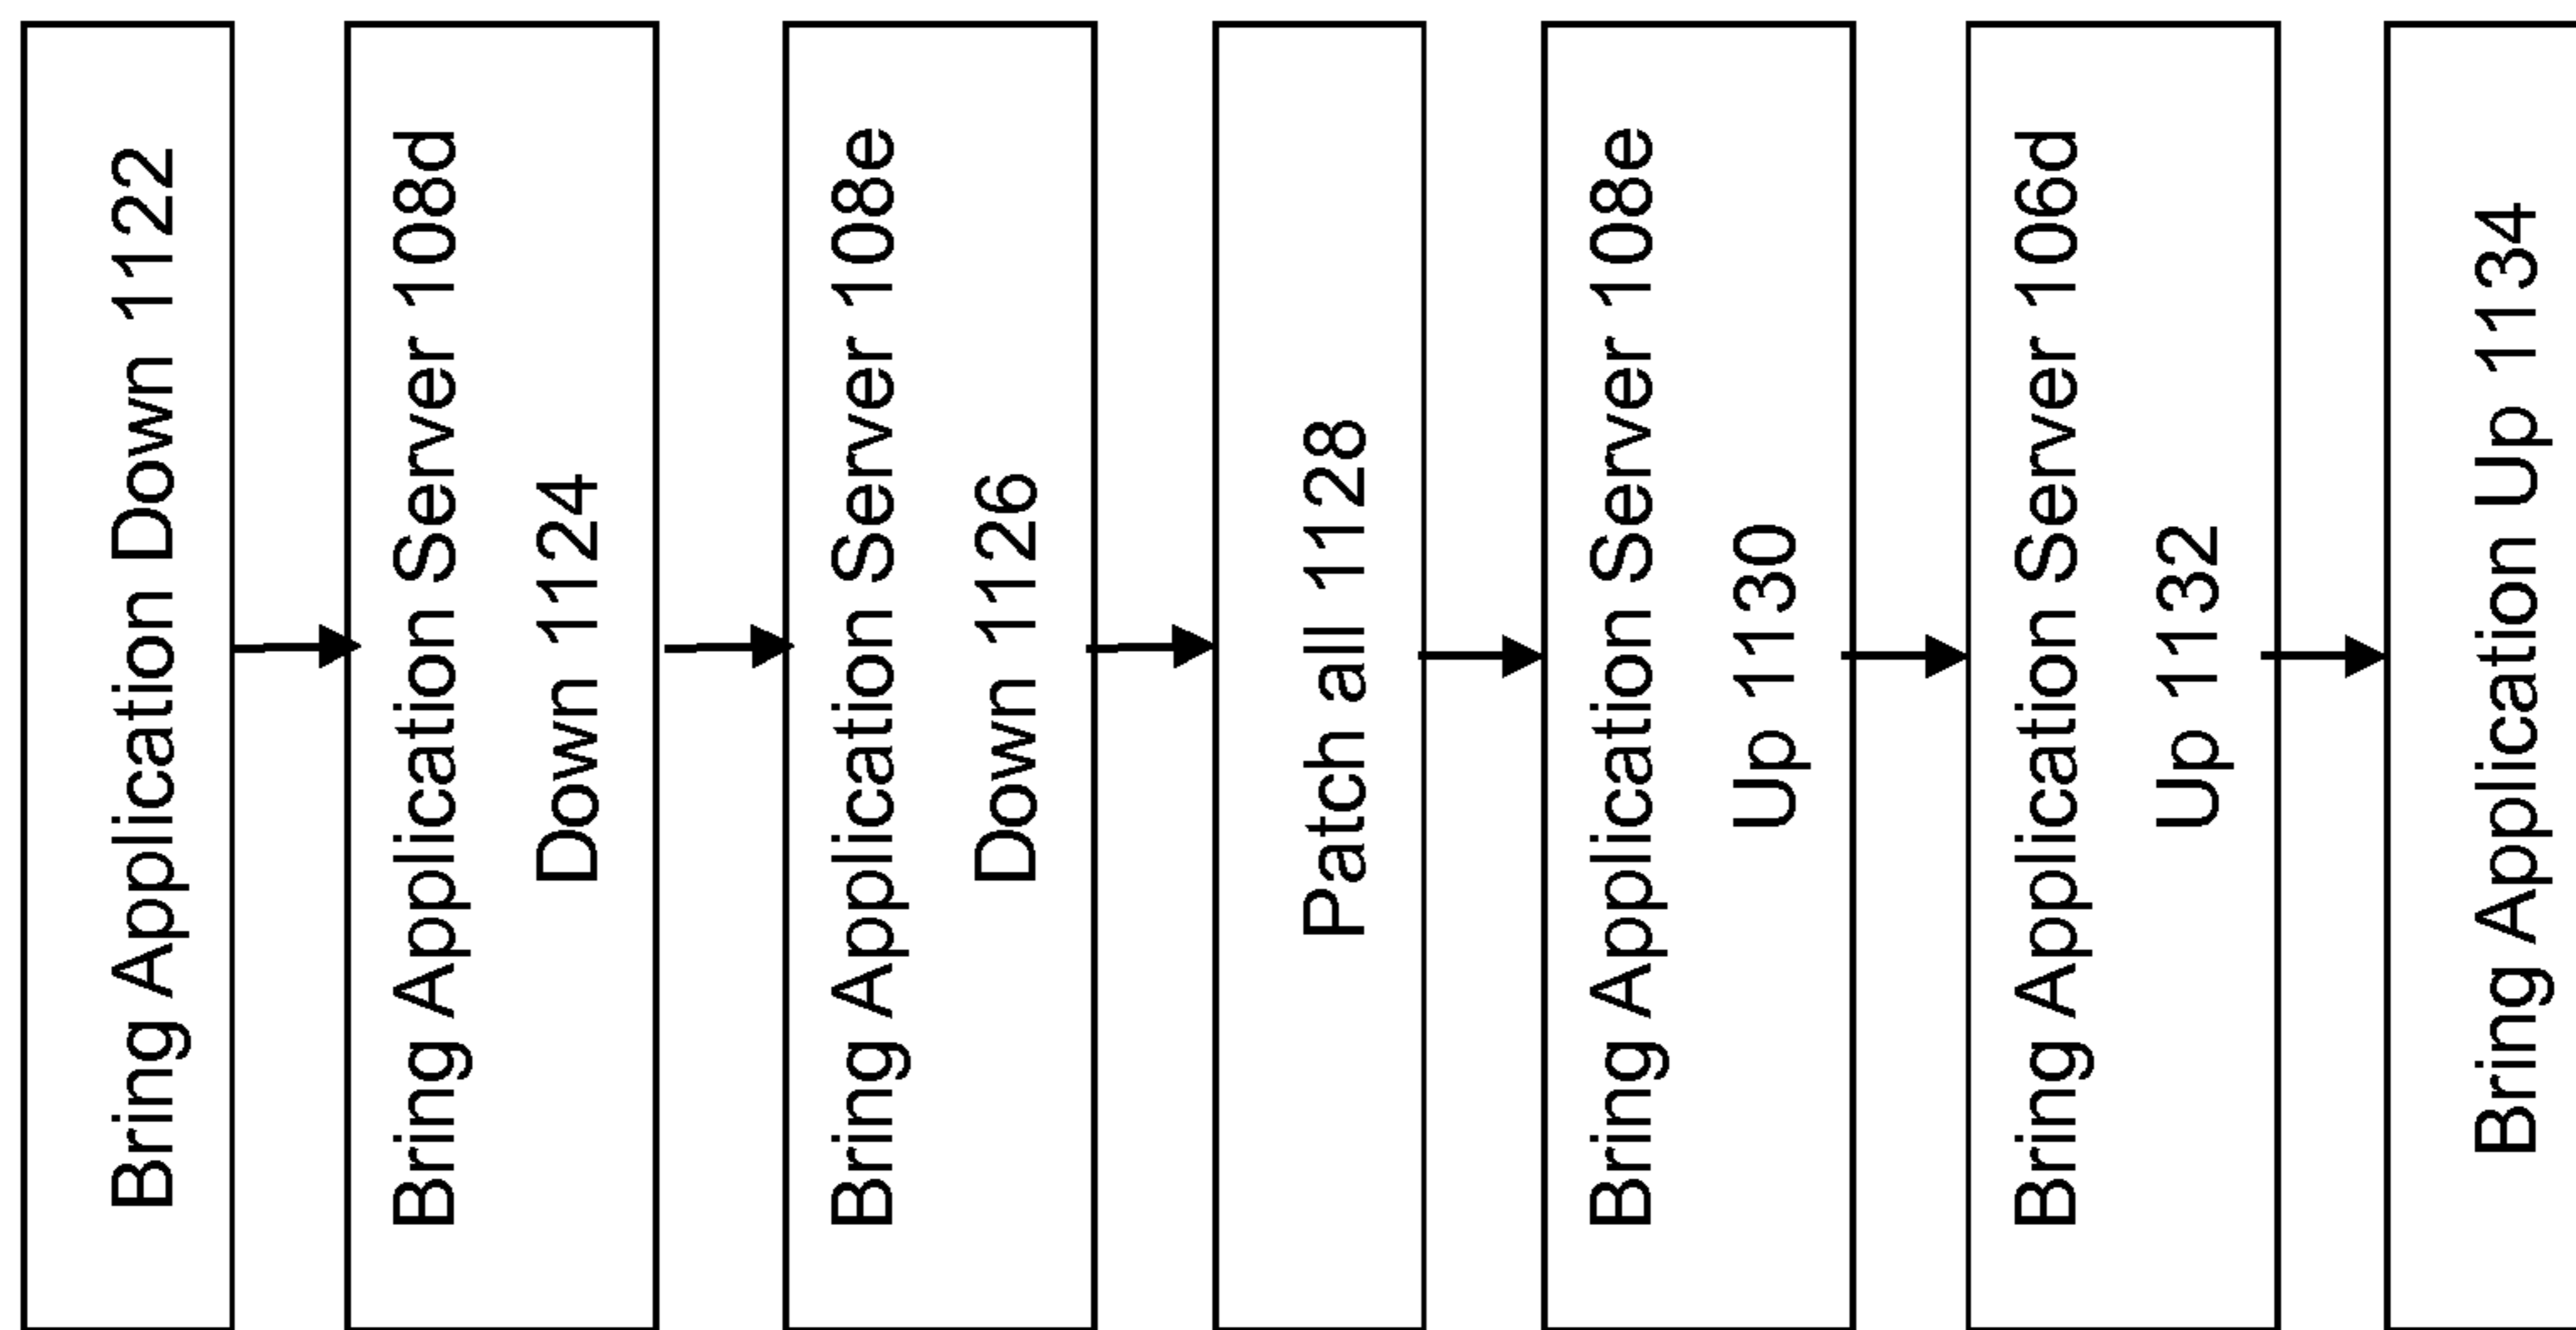 Bring Application Down 1122
Bring Application Server 108d
Down 1124
Bring Application Server 108e
Down 1126
Patch all 1128
Bring Application Server 108e
Up 1130
Bring Application Server 106d
Up 1132
Bring Application Up 1134